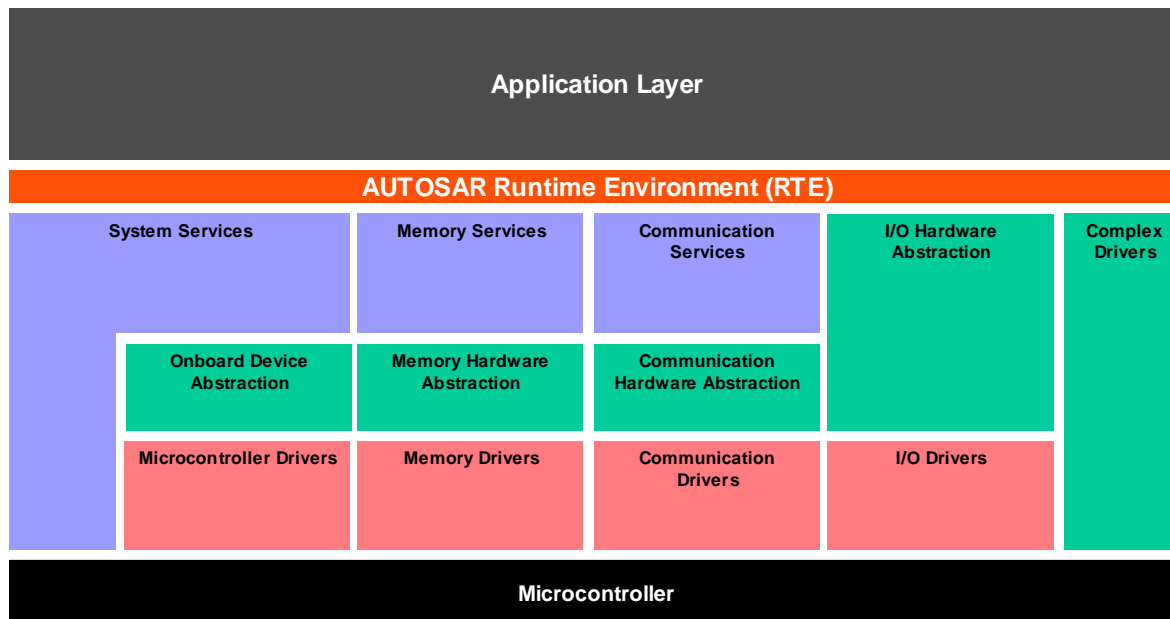 Application Layer
AUTOSAR Runtime Environment (RTE)
System Services
Memory Services
Communication
Services
I/O Hardware
Abstraction
Complex
Drivers
Onboard Device
Abstraction
Memory Hardware
Abstraction
Communication
Hardware Abstraction
Microcontroller Drivers
Memory Drivers
Communication
Drivers
I/O Drivers
Microcontroller